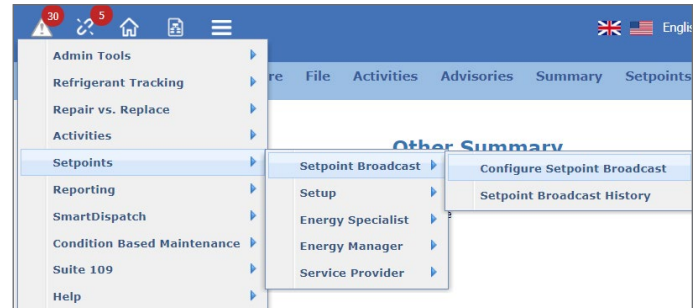 30 5
Englis
Admin Tools
re File Activities Advisories Summary Setpoints
Refrigerant Tracking
Repair vs. Replace
Activities
Other Summary
Setpoints
Setpoint Broadcast
Configure Setpoint Broadcast
Reporting
Setup
Setpoint Broadcast History
SmartDispatch
Energy Specialist
e
Condition Based Maintenance
Energy Manager
Suite 109
Service Provider
Help